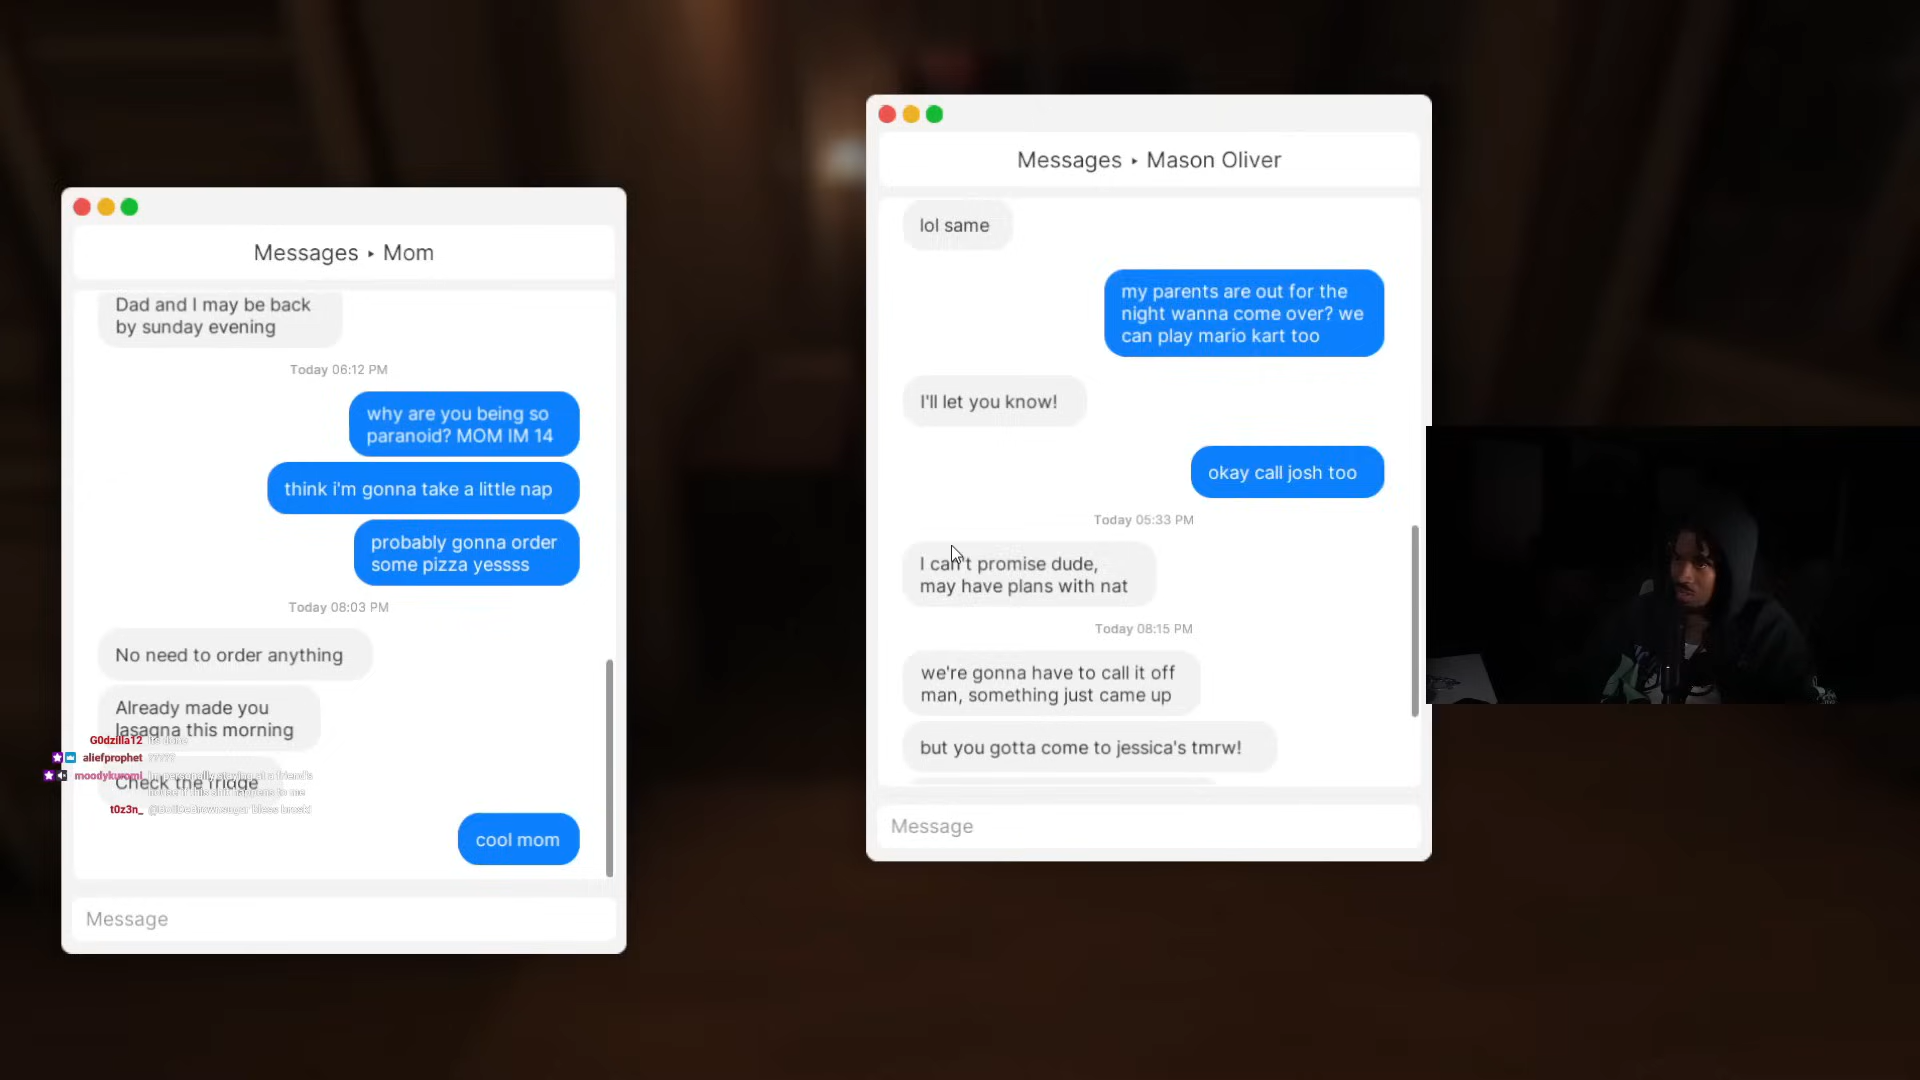 Messages ▸ Mom
Dad and I may be back
by sunday evening
Today 06:12 PM
why are you being so
paranoid? MOM IM 14
think i'm gonna take a little nap
probably gonna order
some pizza yessss
Today 08:03 PM
No need to order anything
Already made you
lasagna this morning
Check the fridge
cool mom
Message
G0dzilla12 its done
aliefprophet ?????
moodykuromi
t0z3n_
Messages ▸ Mason Oliver
lol same
my parents are out for the
night wanna come over? we
can play mario kart too
I'll let you know!
okay call josh too
Today 05:33 PM
I can't promise dude,
may have plans with nat
Today 08:15 PM
we're gonna have to call it off
man, something just came up
but you gotta come to jessica's tmrw!
Message